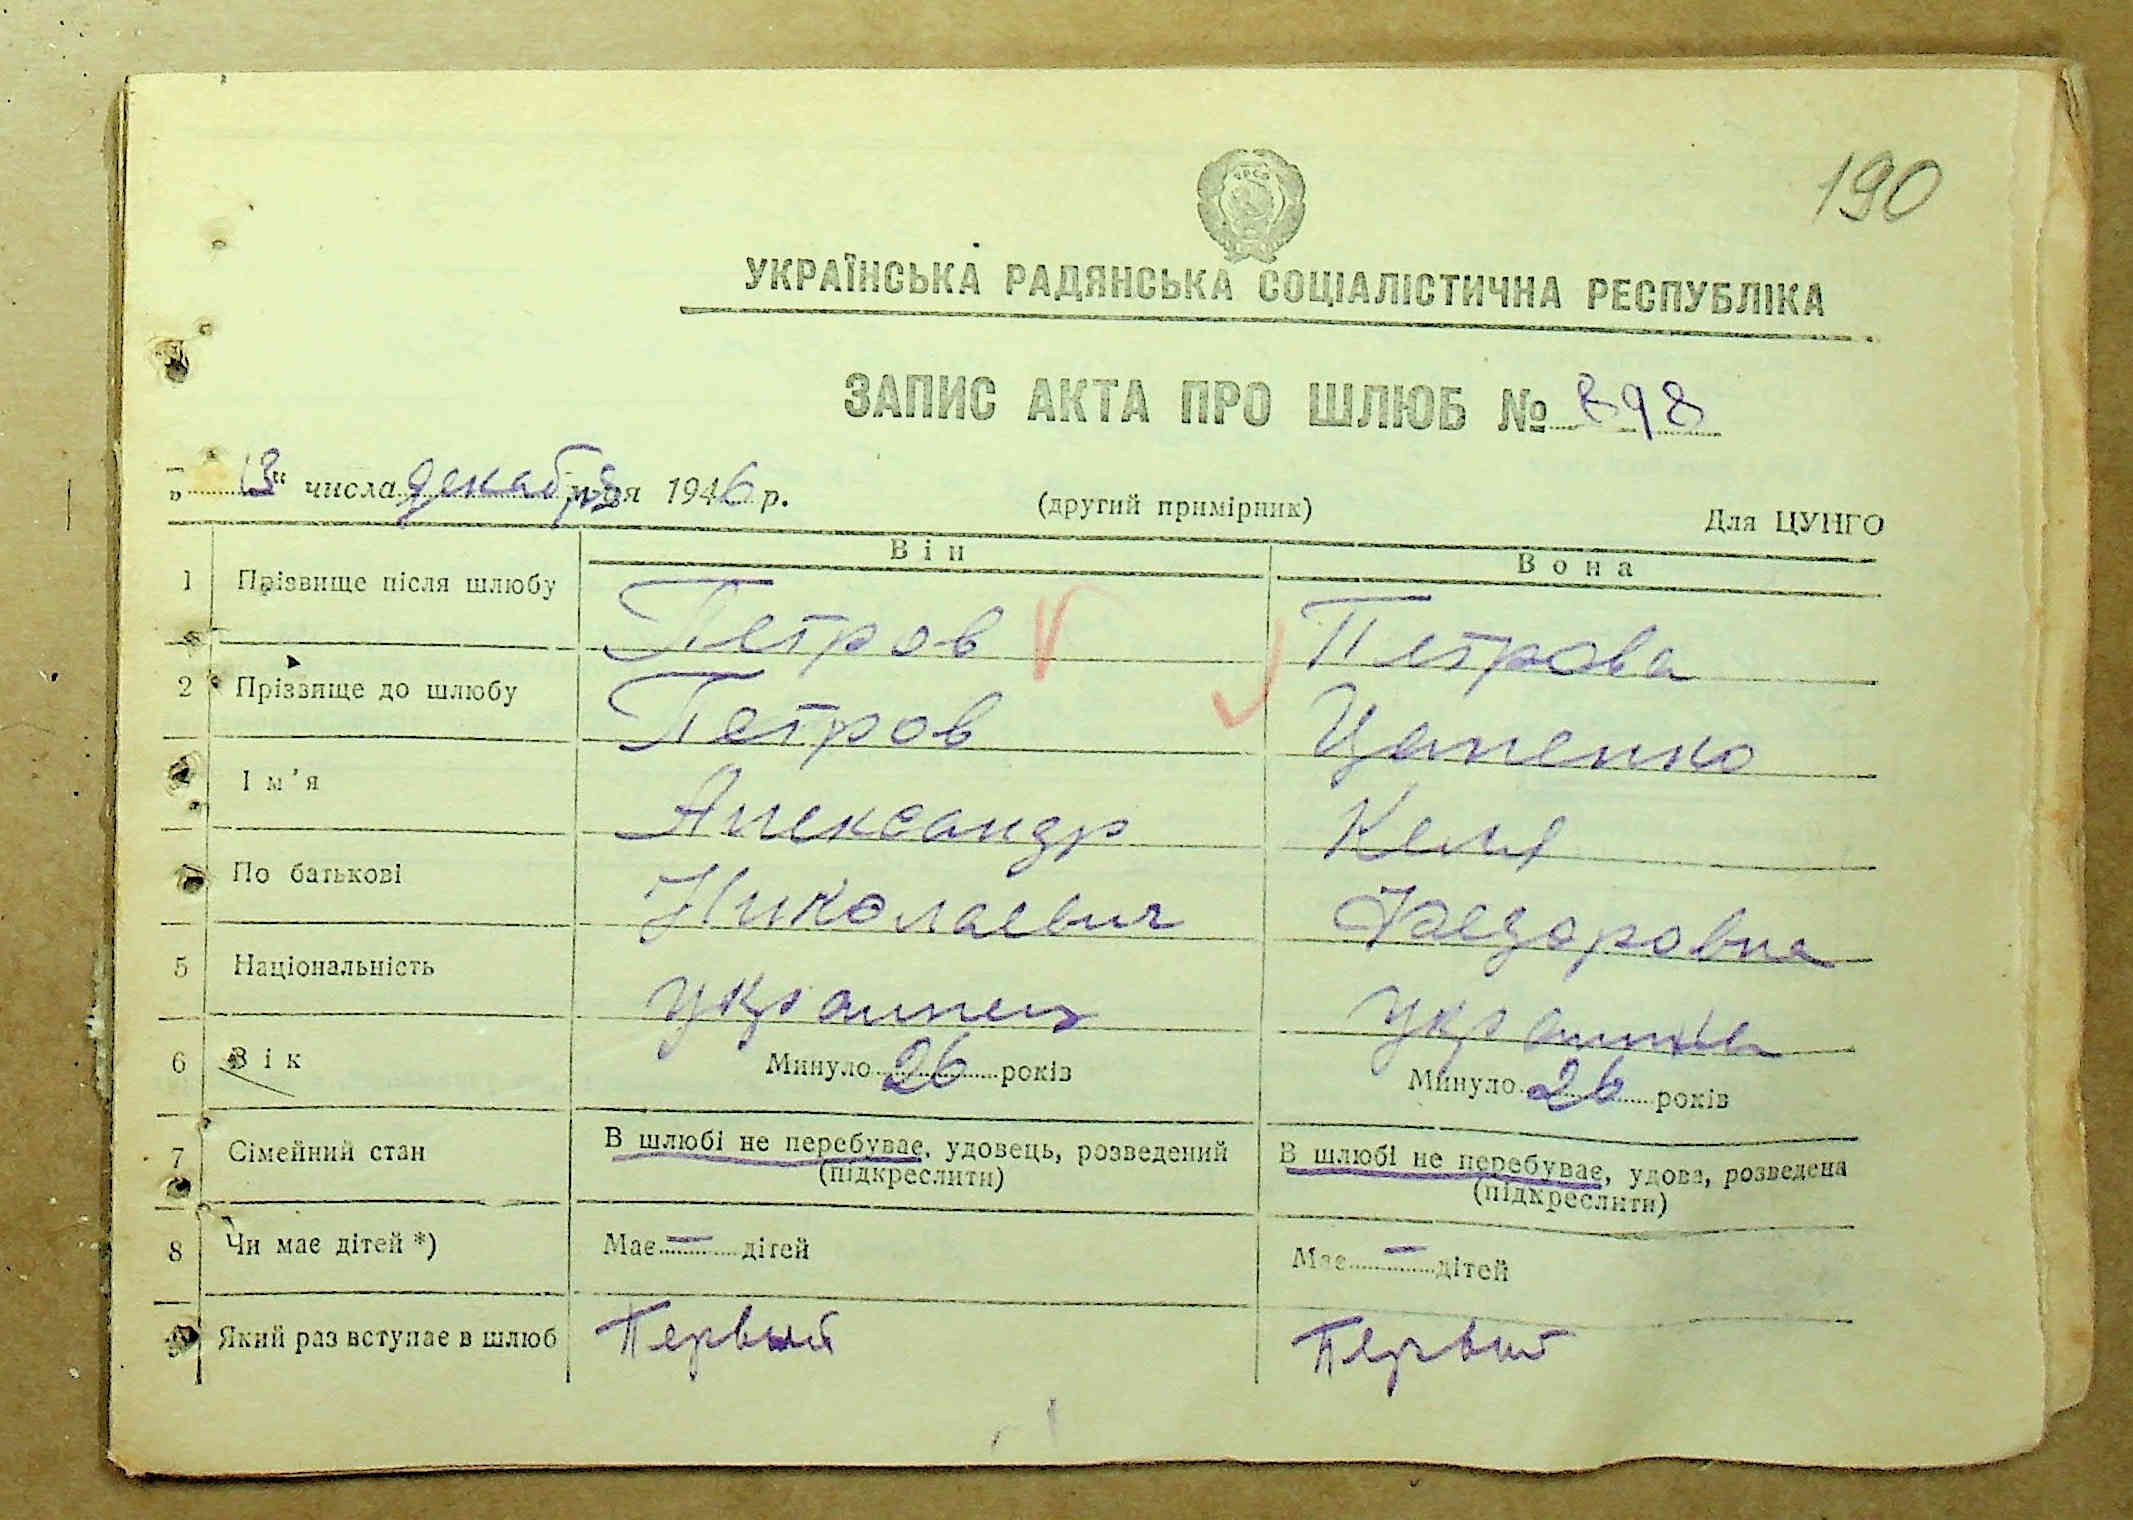 190
УРСР
УКРАЇНСЬКА РАДЯНСЬКА СОЦІАЛІСТИЧНА РЕСПУБЛІКА
ЗАПИС АКТА ПРО ШЛЮБ № 898
„13“ числа декабря м-ця 1946 р.
(другий примірник)
Для ЦУНГО
Він Вона
1 Прізвище після шлюбу Петров Петрова
2 Прізвище до шлюбу Петров Цапенко
Ім’я Александр
По батькові Николаевич Федоровна
5 Національність украинец украинка
6 Вік Минуло 26 років Минуло 26 років
7 Сімейний стан В шлюбі не перебуває, удовець, розведений В шлюбі не перебуває, удова, розведена
(підкреслити) (підкреслити)
8 Чи має дітей *) Має — дітей Має — дітей
9 Який раз вступає в шлюб Первый Первый